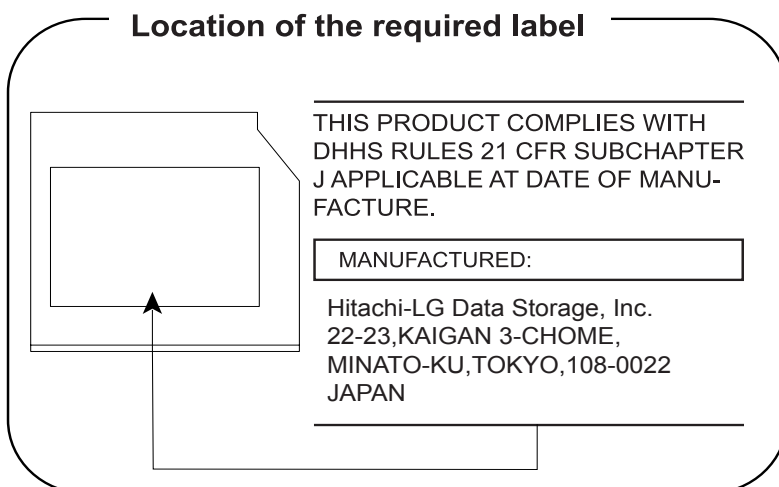 Location of the required label
THIS PRODUCT COMPLIES WITH
DHHS RULES 21 CFR SUBCHAPTER
J APPLICABLE AT DATE OF MANU-
FACTURE.
MANUFACTURED:
Hitachi-LG Data Storage, Inc.
22-23,KAIGAN 3-CHOME,
MINATO-KU,TOKYO,108-0022
JAPAN